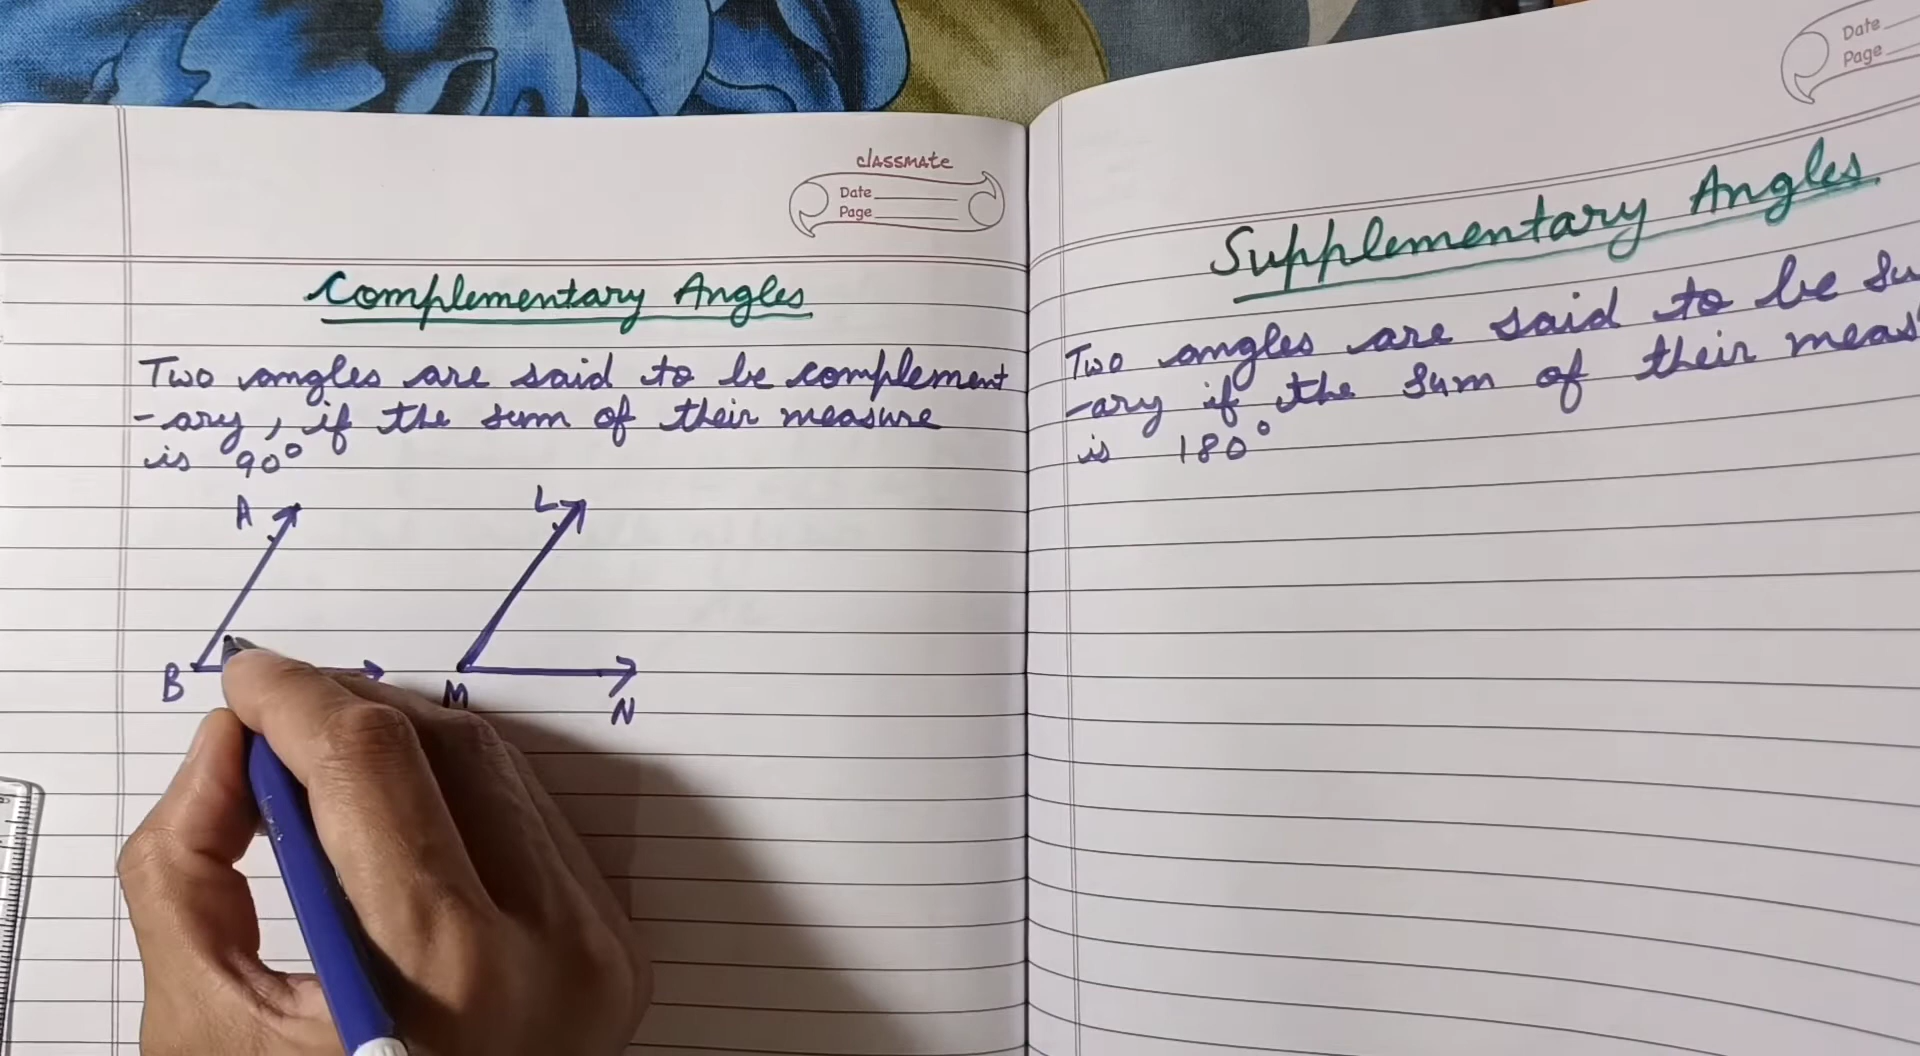 classmate
Date
Page
Complementary Angles
Two angles are said to be complement
-ary, if the sum of their measure
is 90°
A
L
B
M
N
Date
Page
Supplementary Angles
Two angles are said to be Su
-ary if the sum of their meas
is 180°